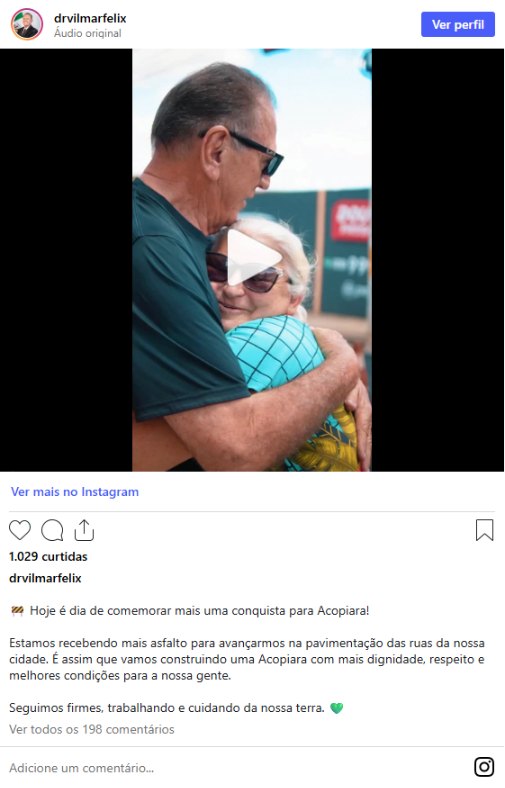 drvilmarfelix
Áudio original
Ver perfil
Ver mais no Instagram
1.029 curtidas
drvilmarfelix
🚧 Hoje é dia de comemorar mais uma conquista para Acopiara!
Estamos recebendo mais asfalto para avançarmos na pavimentação das ruas da nossa
cidade. É assim que vamos construindo uma Acopiara com mais dignidade, respeito e
melhores condições para a nossa gente.
Seguimos firmes, trabalhando e cuidando da nossa terra. 💚
Ver todos os 198 comentários
Adicione um comentário...